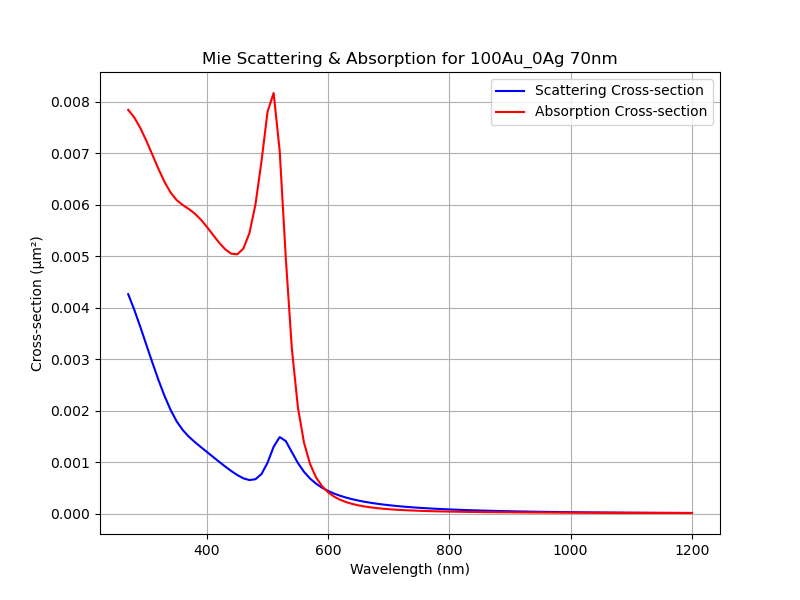 Mie Scattering & Absorption for 100Au_0Ag 70nm
Scattering Cross-section
Absorption Cross-section
Cross-section (µm²)
0.008
0.007
0.006
0.005
0.004
0.003
0.002
0.001
0.000
400 600 800 1000 1200
Wavelength (nm)